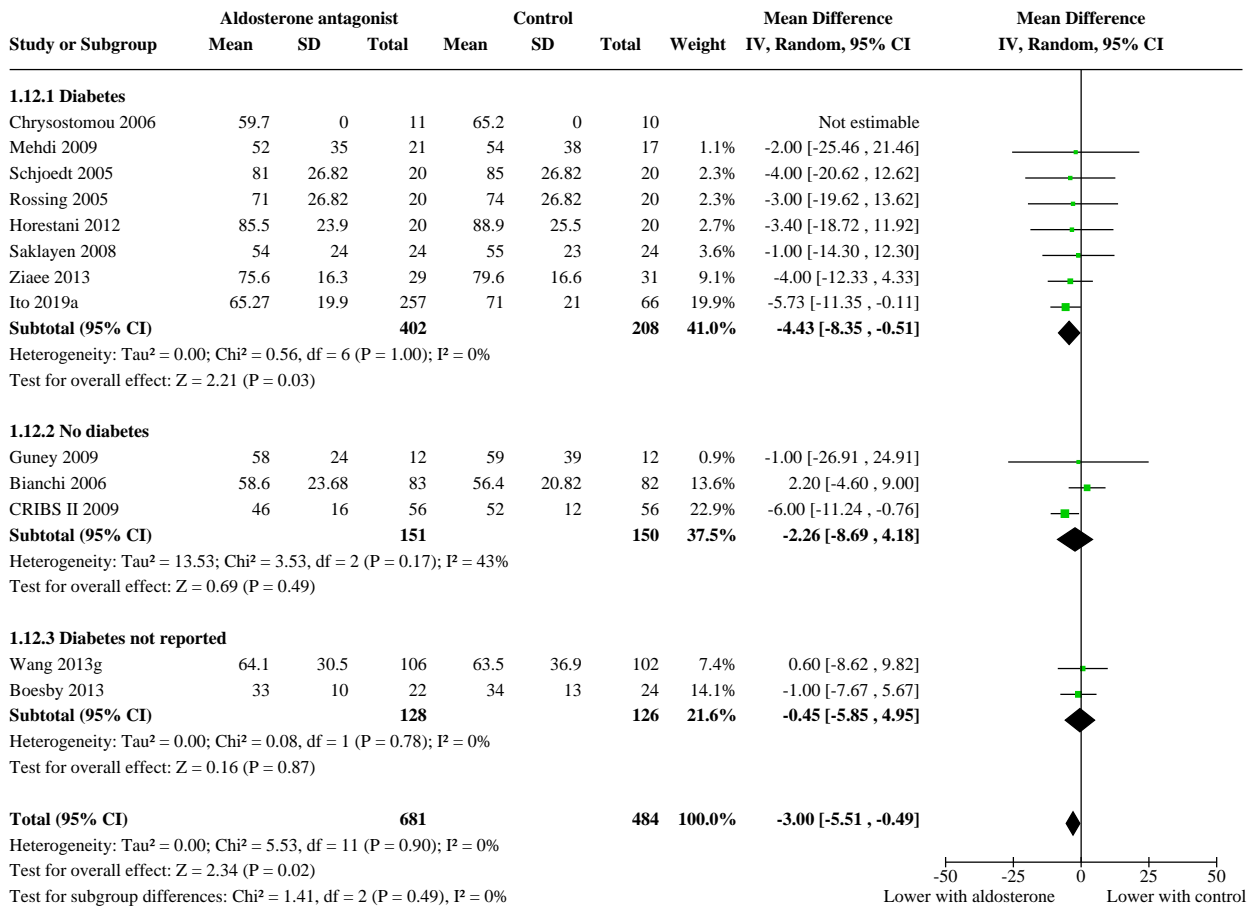 Aldosterone antagonist Control Mean Difference Mean Difference
Study or Subgroup Mean SD Total Mean SD Total Weight IV, Random, 95% CI IV, Random, 95% CI
1.12.1 Diabetes
Chrysostomou 2006 59.7 0 11 65.2 0 10 Not estimable
Mehdi 2009 52 35 21 54 38 17 1.1% -2.00 [-25.46 , 21.46]
Schjoedt 2005 81 26.82 20 85 26.82 20 2.3% -4.00 [-20.62 , 12.62]
Rossing 2005 71 26.82 20 74 26.82 20 2.3% -3.00 [-19.62 , 13.62]
Horestani 2012 85.5 23.9 20 88.9 25.5 20 2.7% -3.40 [-18.72 , 11.92]
Saklayen 2008 54 24 24 55 23 24 3.6% -1.00 [-14.30 , 12.30]
Ziaee 2013 75.6 16.3 29 79.6 16.6 31 9.1% -4.00 [-12.33 , 4.33]
Ito 2019a 65.27 19.9 257 71 21 66 19.9% -5.73 [-11.35 , -0.11]
Subtotal (95% CI) 402 208 41.0% -4.43 [-8.35 , -0.51]
Heterogeneity: Tau² = 0.00; Chi² = 0.56, df = 6 (P = 1.00); I² = 0%
Test for overall effect: Z = 2.21 (P = 0.03)
1.12.2 No diabetes
Guney 2009 58 24 12 59 39 12 0.9% -1.00 [-26.91 , 24.91]
Bianchi 2006 58.6 23.68 83 56.4 20.82 82 13.6% 2.20 [-4.60 , 9.00]
CRIBS II 2009 46 16 56 52 12 56 22.9% -6.00 [-11.24 , -0.76]
Subtotal (95% CI) 151 150 37.5% -2.26 [-8.69 , 4.18]
Heterogeneity: Tau² = 13.53; Chi² = 3.53, df = 2 (P = 0.17); I² = 43%
Test for overall effect: Z = 0.69 (P = 0.49)
1.12.3 Diabetes not reported
Wang 2013g 64.1 30.5 106 63.5 36.9 102 7.4% 0.60 [-8.62 , 9.82]
Boesby 2013 33 10 22 34 13 24 14.1% -1.00 [-7.67 , 5.67]
Subtotal (95% CI) 128 126 21.6% -0.45 [-5.85 , 4.95]
Heterogeneity: Tau² = 0.00; Chi² = 0.08, df = 1 (P = 0.78); I² = 0%
Test for overall effect: Z = 0.16 (P = 0.87)
Total (95% CI) 681 484 100.0% -3.00 [-5.51 , -0.49]
Heterogeneity: Tau² = 0.00; Chi² = 5.53, df = 11 (P = 0.90); I² = 0%
Test for overall effect: Z = 2.34 (P = 0.02)
-50 -25 0 25 50
Test for subgroup differences: Chi² = 1.41, df = 2 (P = 0.49), I² = 0% Lower with aldosterone Lower with control